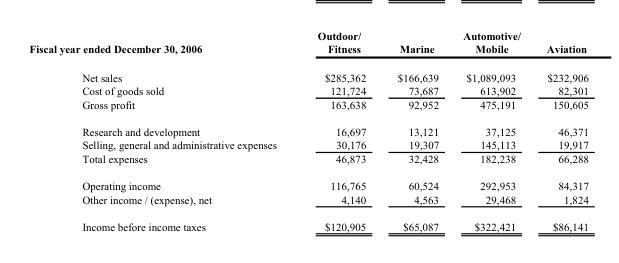 Outdoor/ Automotive/
Fiscal year ended December 30, 2006 Fitness Marine Mobile Aviation
Net sales $285,362 $166,639 $1,089,093 $232,906
Cost of goods sold 121,724 73,687 613,902 82,301
Gross profit 163,638 92,952 475,191 150,605
Research and development 16,697 13,121 37,125 46,371
Selling, general and administrative expenses 30,176 19,307 145,113 19,917
Total expenses 46,873 32,428 182,238 66,288
Operating income 116,765 60,524 292,953 84,317
Other income / (expense), net 4,140 4,563 29,468 1,824
Income before income taxes $120,905 $65,087 $322,421 $86,141